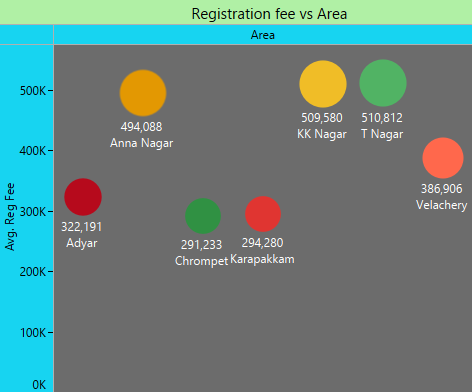 Registration fee vs Area
Area
Avg. Reg Fee
500K
400K
300K
200K
100K
0K
322,191
Adyar
494,088
Anna Nagar
291,233
Chrompet
294,280
Karapakkam
509,580
KK Nagar
510,812
T Nagar
386,906
Velachery